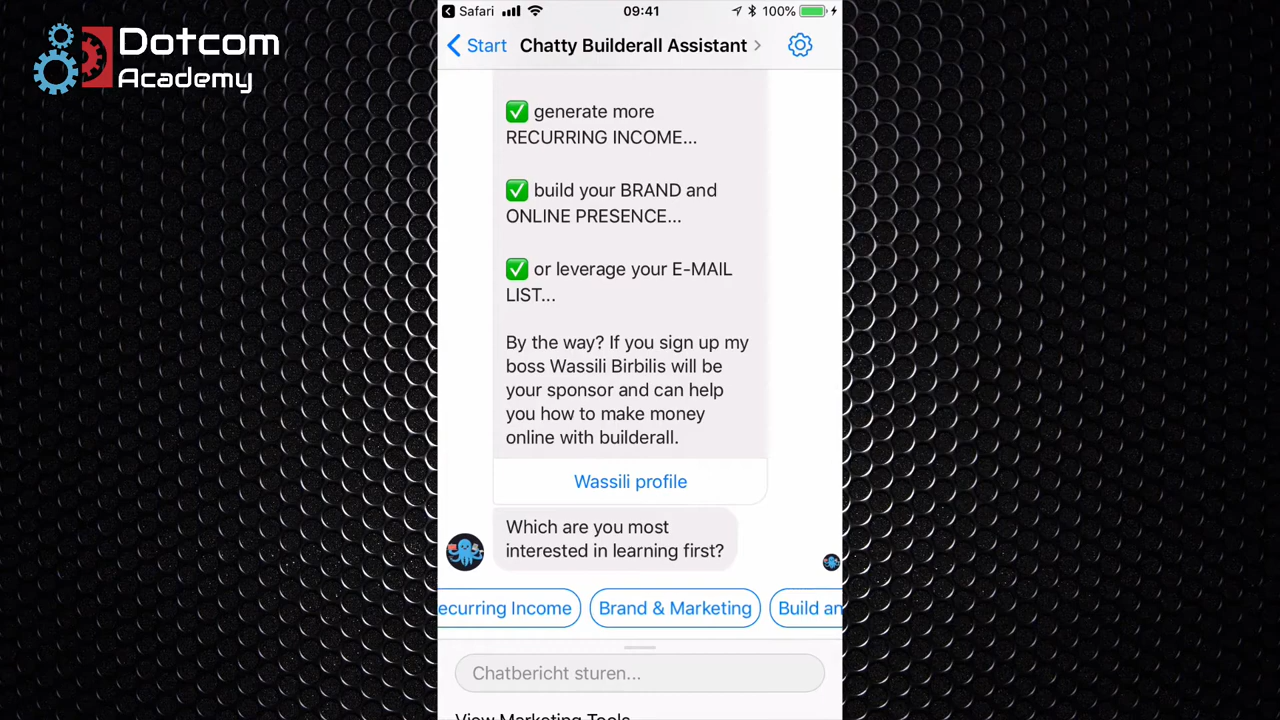 Dotcom
Academy
Safari
09:41
100%
Start
Chatty Builderall Assistant
generate more
RECURRING INCOME...
build your BRAND and
ONLINE PRESENCE...
or leverage your E-MAIL
LIST...
By the way? If you sign up my
boss Wassili Birbilis will be
your sponsor and can help
you how to make money
online with builderall.
Wassili profile
Which are you most
interested in learning first?
ecurring Income
Brand & Marketing
Build an
Chatbericht sturen...
View Marketing Tools